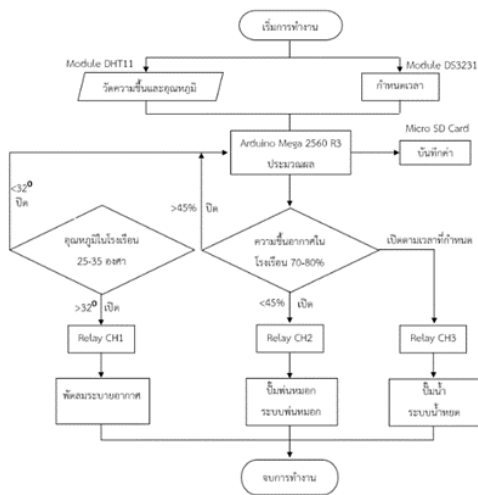 เริ่มการทำงาน
Module DHT11
Module DS3231
วัดความชื้นและอุณหภูมิ
กำหนดเวลา
Micro SD Card
Arduino Mega 2560 R3
ประมวณผล
บันทึกค่า
<32⁰
ปิด
>45%
ปิด
อุณหภูมิในโรงเรือน
25-35 องศา
ความชื้นอากาศใน
โรงเรือน 70-80%
เปิดตามเวลาที่กำหนด
>32⁰ เปิด
<45% เปิด
Relay CH1
Relay CH2
Relay CH3
พัดลมระบายอากาศ
ปั๊มพ่นหมอก
ระบบพ่นหมอก
ปั๊มน้ำ
ระบบน้ำหยด
จบการทำงาน